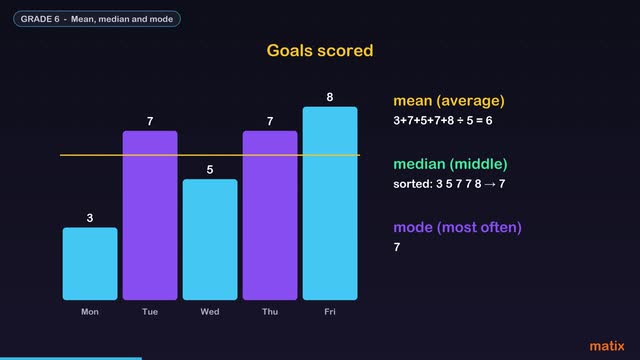 GRADE 6 - Mean, median and mode
Goals scored
3
7
5
7
8
Mon
Tue
Wed
Thu
Fri
mean (average)
3+7+5+7+8 ÷ 5 = 6
median (middle)
sorted: 3 5 7 7 8 → 7
mode (most often)
7
matix